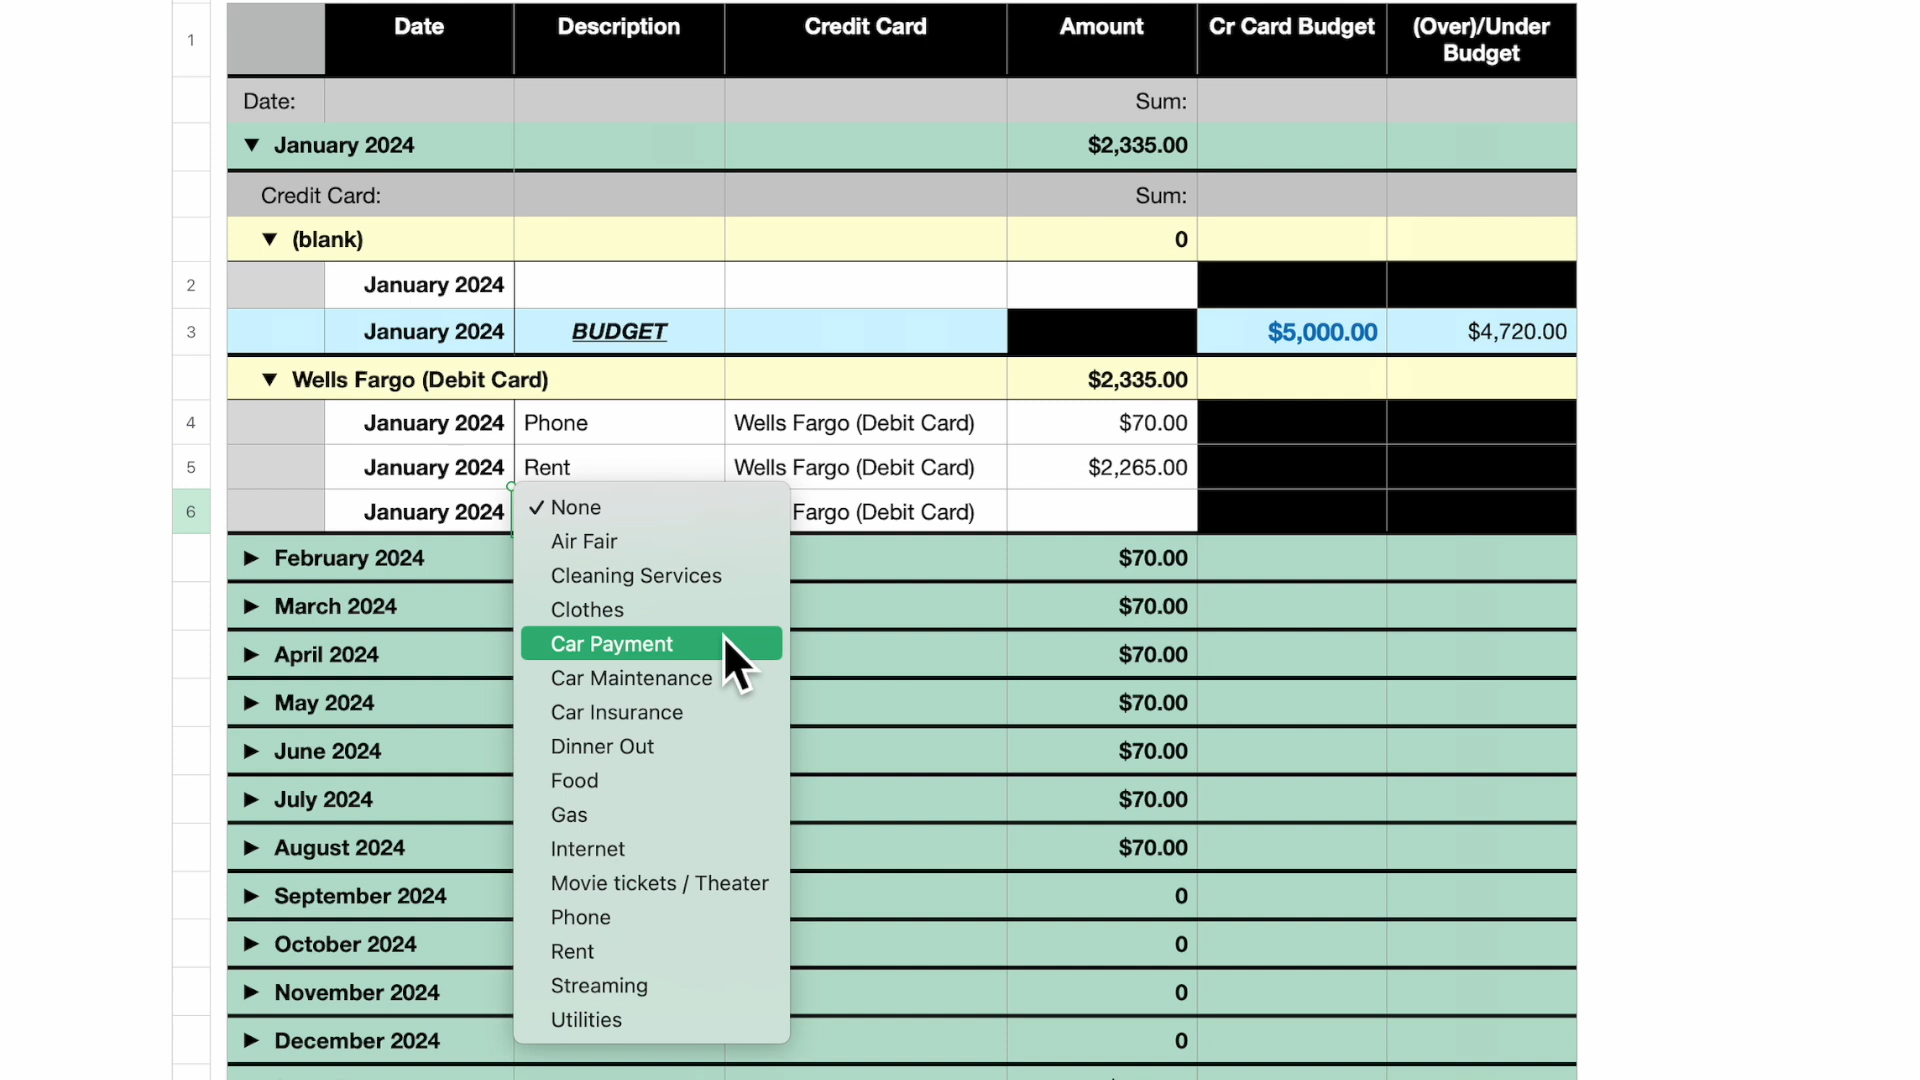 Date Description Credit Card Amount Cr Card Budget (Over)/Under Budget
1
Date: Sum:
▼ January 2024 $2,335.00
Credit Card: Sum:
▼ (blank) 0
2 January 2024
3 January 2024 BUDGET $5,000.00 $4,720.00
▼ Wells Fargo (Debit Card) $2,335.00
4 January 2024 Phone Wells Fargo (Debit Card) $70.00
5 January 2024 Rent Wells Fargo (Debit Card) $2,265.00
6 January 2024 Fargo (Debit Card)
✓ None
Air Fair
Cleaning Services
Clothes
Car Payment
Car Maintenance
Car Insurance
Dinner Out
Food
Gas
Internet
Movie tickets / Theater
Phone
Rent
Streaming
Utilities
▶ February 2024 $70.00
▶ March 2024 $70.00
▶ April 2024 $70.00
▶ May 2024 $70.00
▶ June 2024 $70.00
▶ July 2024 $70.00
▶ August 2024 $70.00
▶ September 2024 0
▶ October 2024 0
▶ November 2024 0
▶ December 2024 0